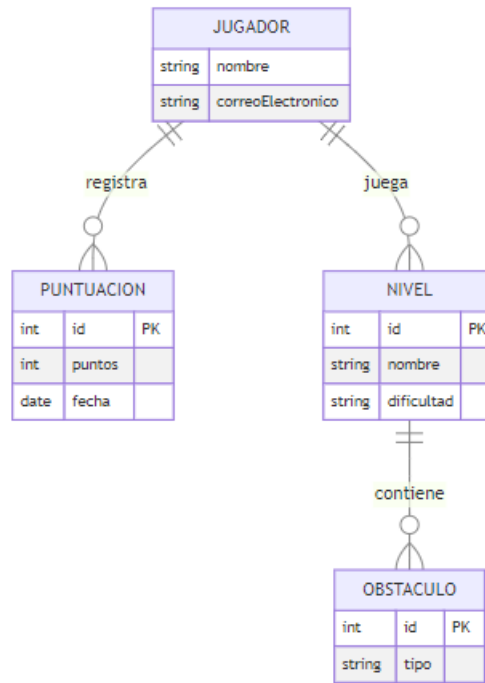 JUGADOR
string nombre
string correoElectronico
registra juega
PUNTUACION
int id PK
int puntos
date fecha
NIVEL
int id PK
string nombre
string dificultad
contiene
OBSTACULO
int id PK
string tipo